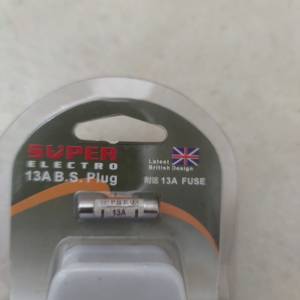 SUPER
ELECTRO
13A B.S. Plug
Latest
British Design
13A FUSE
13A